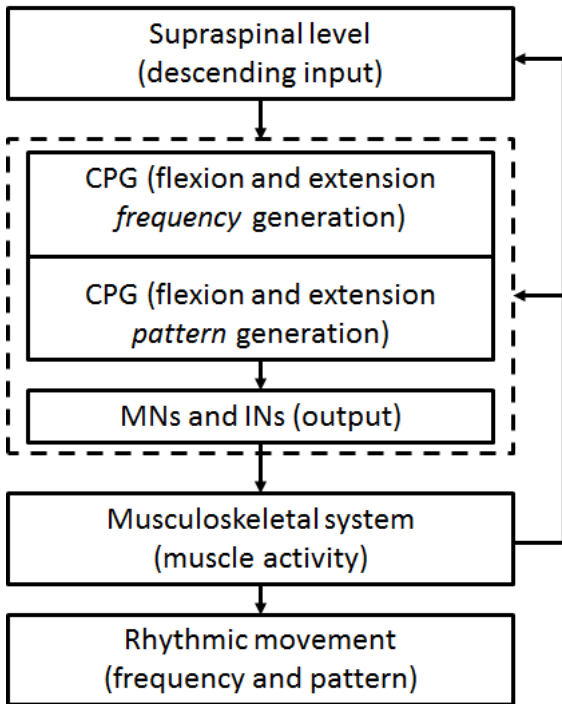 Supraspinal level
(descending input)
CPG (flexion and extension
frequency generation)
CPG (flexion and extension
pattern generation)
MNs and INs (output)
Musculoskeletal system
(muscle activity)
Rhythmic movement
(frequency and pattern)